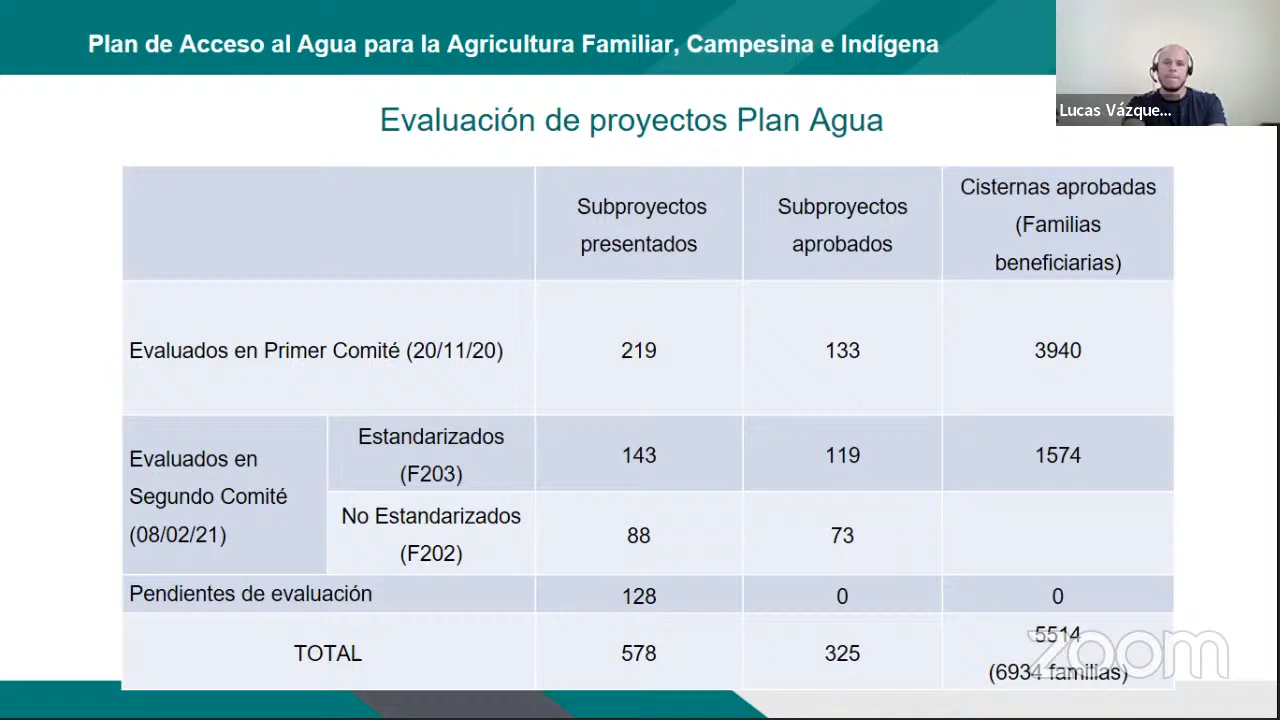 Plan de Acceso al Agua para la Agricultura Familiar, Campesina e Indígena
Lucas Vázque...
Evaluación de proyectos Plan Agua
Subproyectos
presentados
Subproyectos
aprobados
Cisternas aprobadas
(Familias
beneficiarias)
Evaluados en Primer Comité (20/11/20)
219
133
3940
Evaluados en
Segundo Comité
(08/02/21)
Estandarizados
(F203)
143
119
1574
No Estandarizados
(F202)
88
73
Pendientes de evaluación
128
0
0
TOTAL
578
325
5514
(6934 familias)
zoom